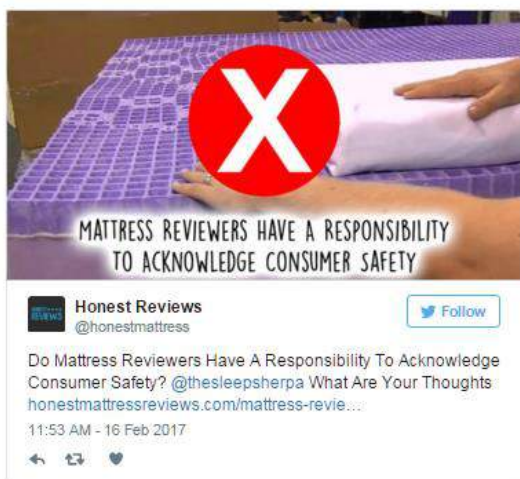 X
MATTRESS REVIEWERS HAVE A RESPONSIBILITY
TO ACKNOWLEDGE CONSUMER SAFETY
REVIEWS
Honest Reviews
@honestmattress
Follow
Do Mattress Reviewers Have A Responsibility To Acknowledge
Consumer Safety? @thesleepsherpa What Are Your Thoughts
honestmattressreviews.com/mattress-revie…
11:53 AM - 16 Feb 2017